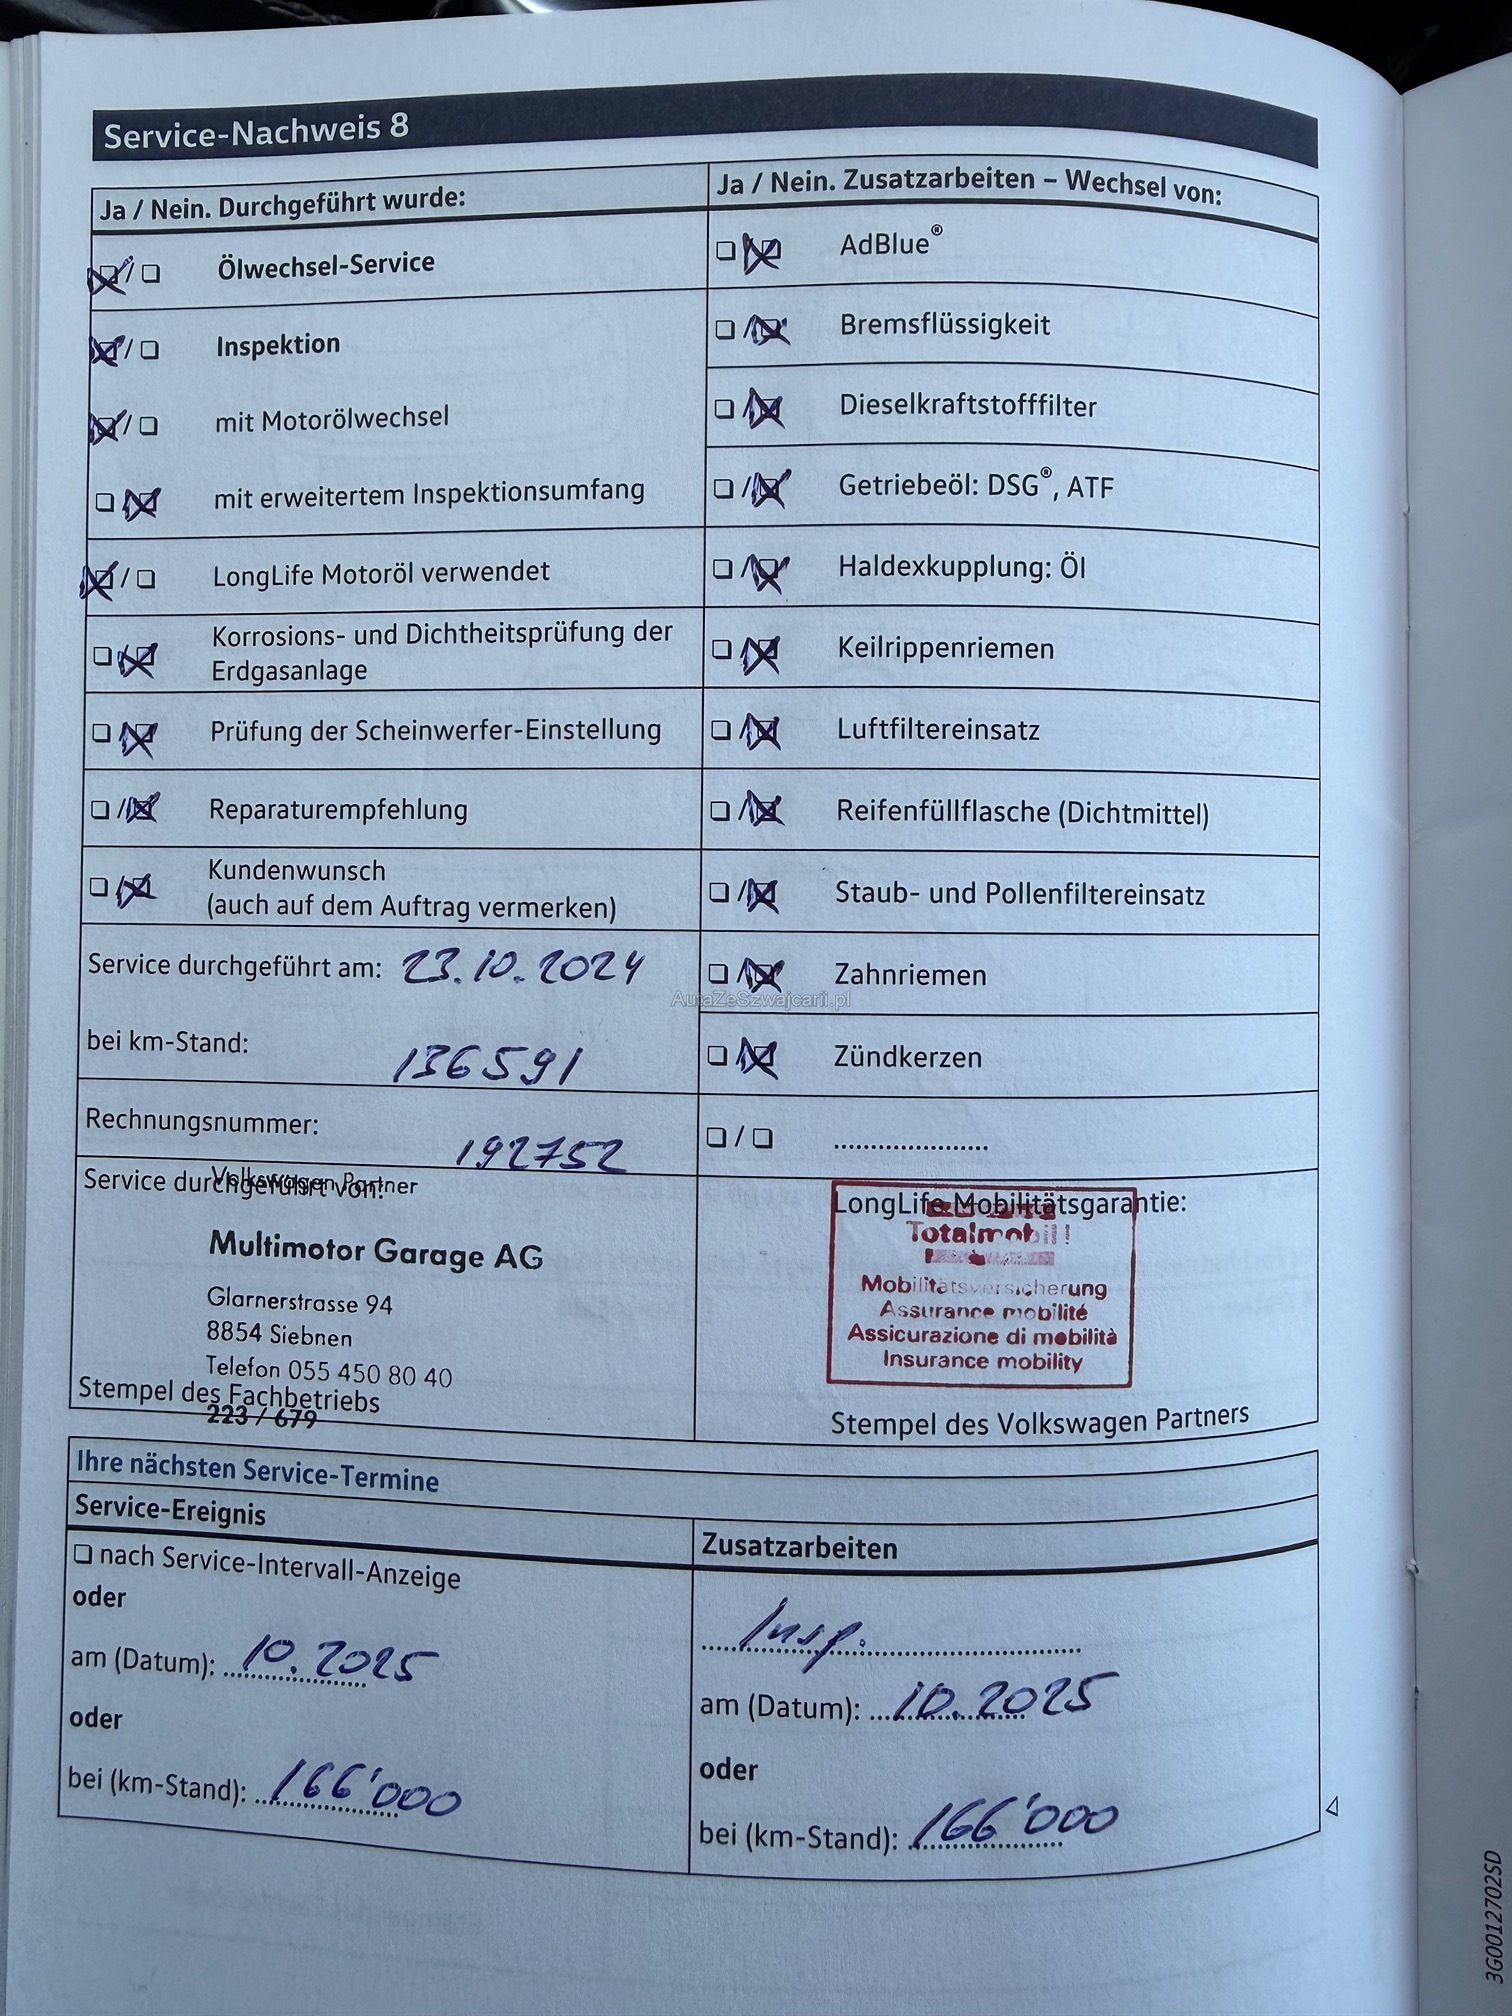 Service-Nachweis 8
Ja / Nein. Durchgeführt wurde:
/ Ölwechsel-Service
/ Inspektion
/ mit Motorölwechsel
mit erweitertem Inspektionsumfang
/ LongLife Motoröl verwendet
Korrosions- und Dichtheitsprüfung der
Erdgasanlage
Prüfung der Scheinwerfer-Einstellung
/ Reparaturempfehlung
/ Kundenwunsch
(auch auf dem Auftrag vermerken)
Service durchgeführt am: 23.10.2024
bei km-Stand: 136591
Rechnungsnummer: 192752
Service durchgeführt von:
Volkswagen Partner
Multimotor Garage AG
Glarnerstrasse 94
8854 Siebnen
Telefon 055 450 80 40
Stempel des Fachbetriebs
223 / 679
Ja / Nein. Zusatzarbeiten – Wechsel von:
AdBlue®
/ Bremsflüssigkeit
/ Dieselkraftstofffilter
/ Getriebeöl: DSG®, ATF
/ Haldexkupplung: Öl
/ Keilrippenriemen
/ Luftfiltereinsatz
/ Reifenfüllflasche (Dichtmittel)
/ Staub- und Pollenfiltereinsatz
/ Zahnriemen
/ Zündkerzen
/ .....................
LongLife Mobilitätsgarantie:
Totalmobil!
Mobilitätsversicherung
Assurance mobilité
Assicurazione di mobilità
Insurance mobility
Stempel des Volkswagen Partners
AutaZeSzwajcarii.pl
Ihre nächsten Service-Termine
Service-Ereignis
nach Service-Intervall-Anzeige
oder
am (Datum): 10.2025
oder
bei (km-Stand): 166'000
Zusatzarbeiten
Insp.
am (Datum): 10.2025
oder
bei (km-Stand): 166'000
3G0012702SD